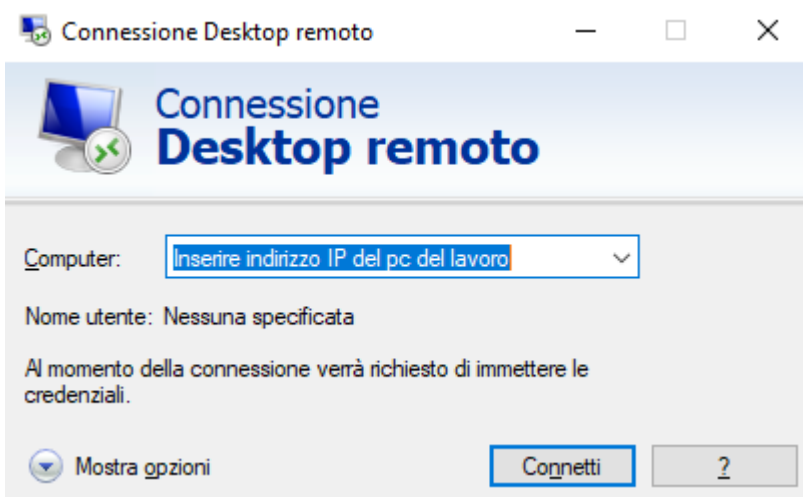 Connessione Desktop remoto
Connessione
Desktop remoto
Computer: Inserire indirizzo IP del pc del lavoro
Nome utente: Nessuna specificata
Al momento della connessione verrà richiesto di immettere le
credenziali.
Mostra opzioni Connetti ?